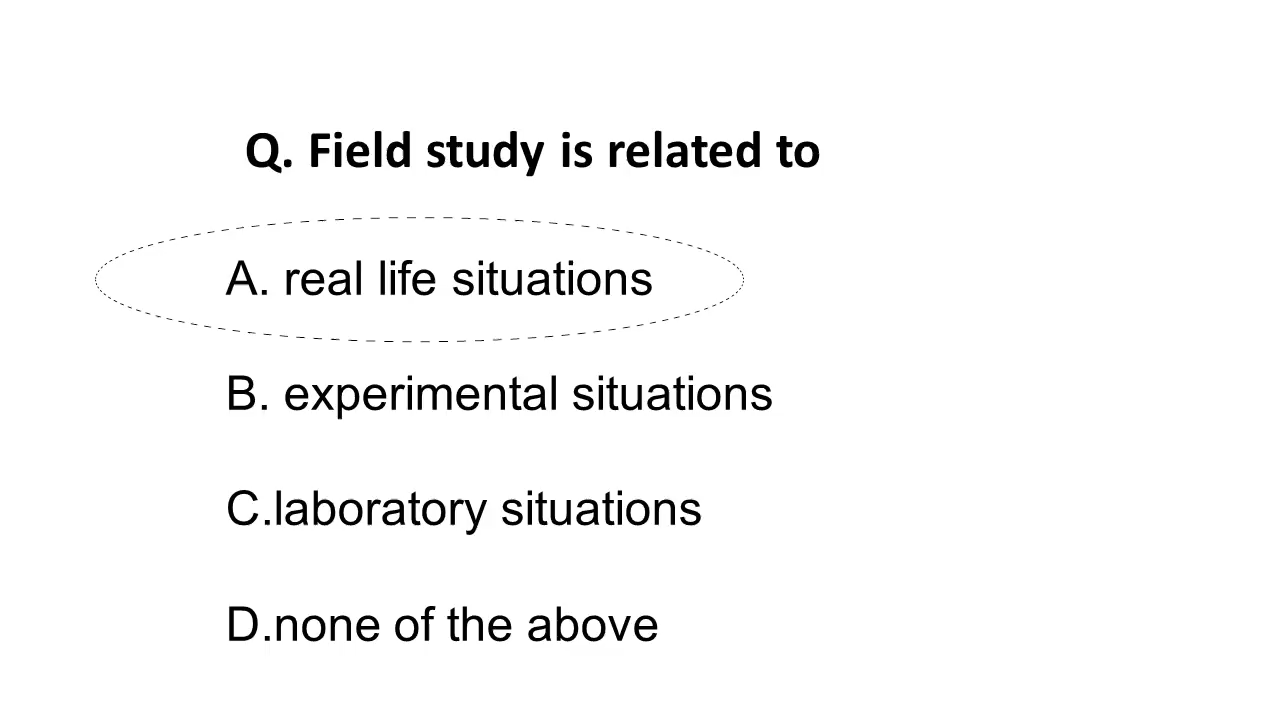 Q. Field study is related to
A. real life situations
B. experimental situations
C.laboratory situations
D.none of the above